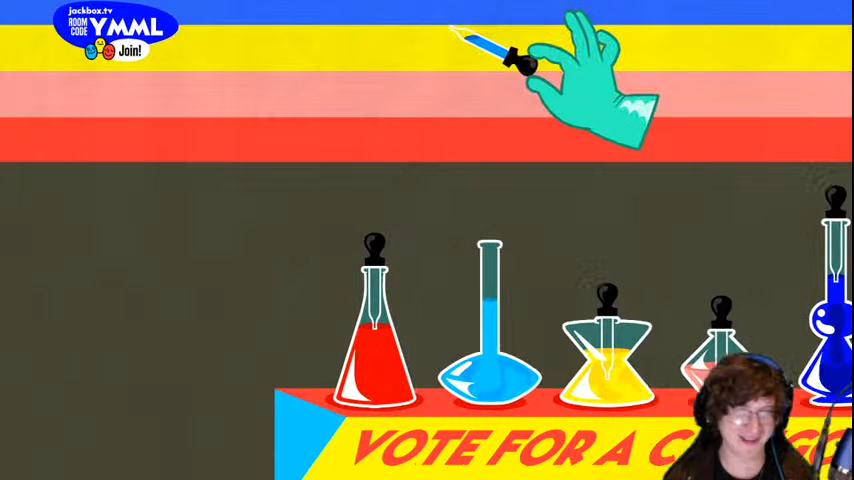 jackbox.tv
ROOM CODE
YMML
Join!
VOTE FOR A